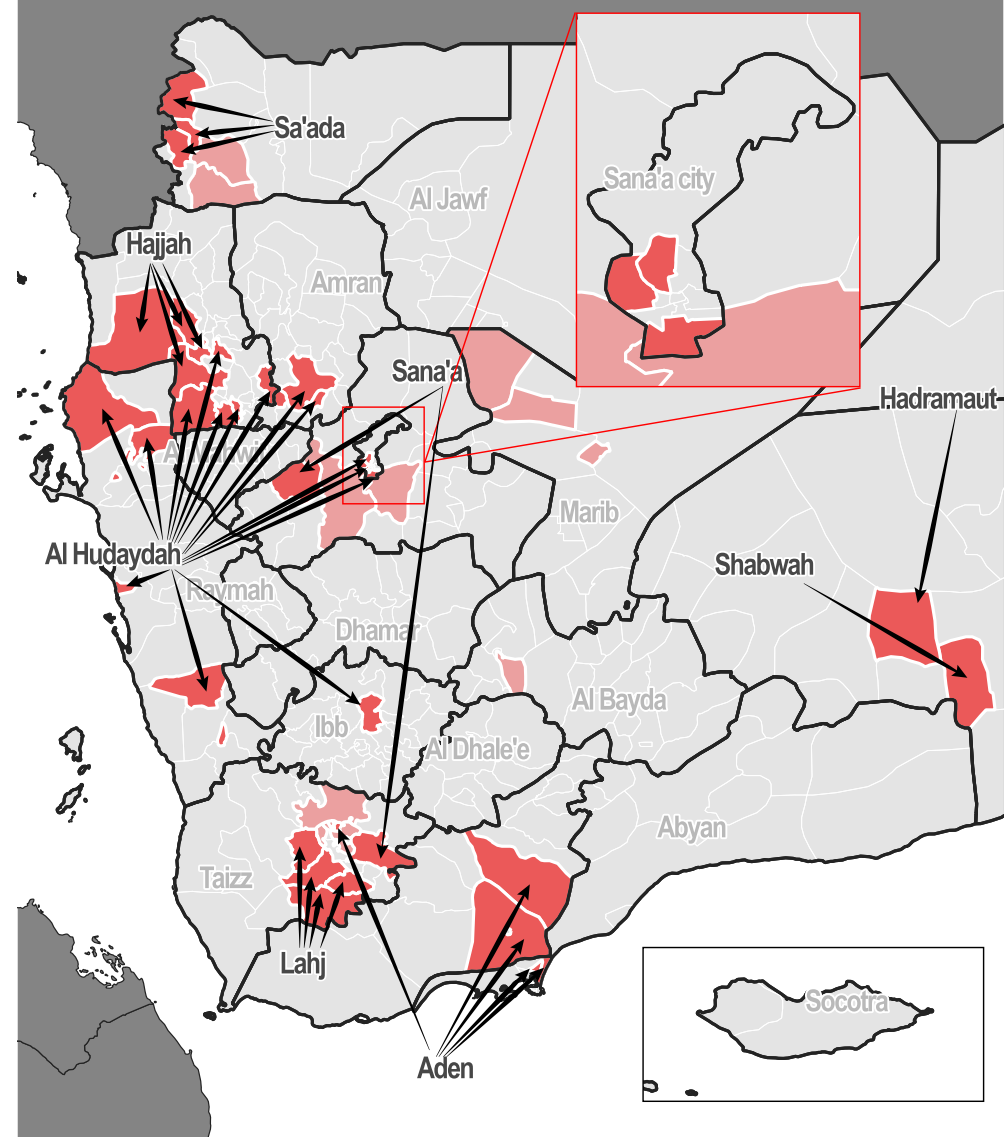 Sa'ada
Sana'a city
Al Jawf
Hajjah
Amran
Sana'a
Hadramaut
Marib
Al Hudaydah
Shabwah
Raymah
Dhamar
Al Bayda
Ibb
Al Dhale'e
Abyan
Taizz
Lahj
Socotra
Aden